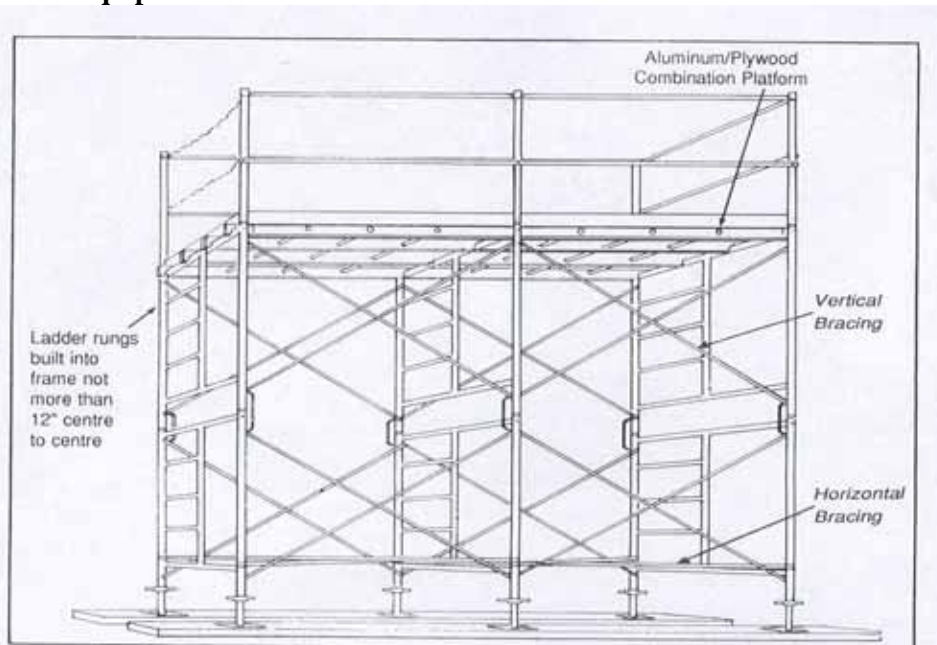 Aluminum/Plywood
Combination Platform
Ladder rungs
built into
frame not
more than
12" centre
to centre
Vertical
Bracing
Horizontal
Bracing